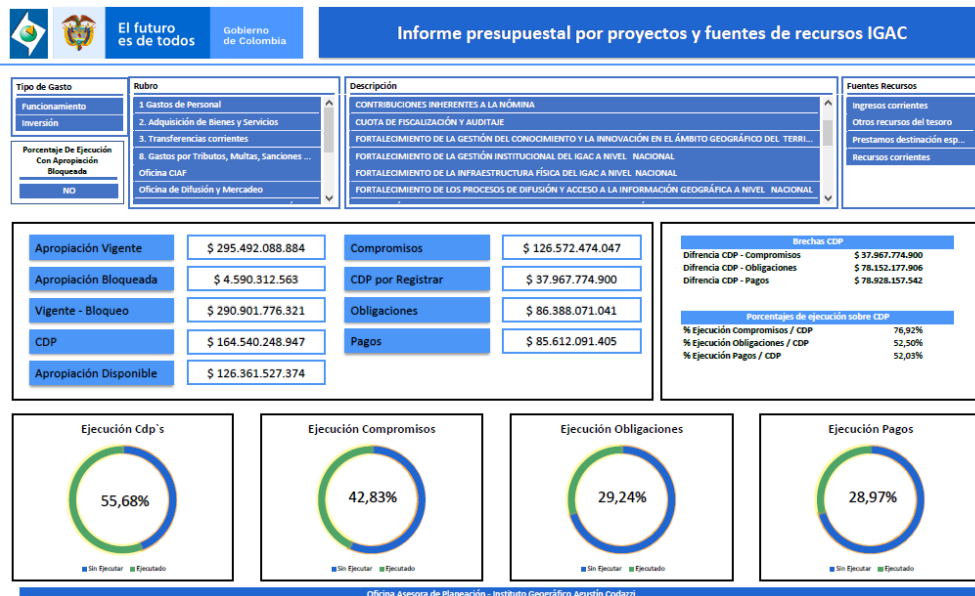 El futuro
es de todos
Gobierno
de Colombia
Informe presupuestal por proyectos y fuentes de recursos IGAC
Tipo de Gasto
Funcionamiento
Inversión
Porcentaje De Ejecución
Con Apropiación
Bloqueada
NO
Rubro
1 Gastos de Personal
2. Adquisición de Bienes y Servicios
3. Transferencias corrientes
8. Gastos por Tributos, Multas, Sanciones ...
Oficina CIAF
Oficina de Difusión y Mercadeo
Descripción
CONTRIBUCIONES INHERENTES A LA NÓMINA
CUOTA DE FISCALIZACIÓN Y AUDITAJE
FORTALECIMIENTO DE LA GESTIÓN DEL CONOCIMIENTO Y LA INNOVACIÓN EN EL ÁMBITO GEOGRÁFICO DEL TERRI...
FORTALECIMIENTO DE LA GESTIÓN INSTITUCIONAL DEL IGAC A NIVEL NACIONAL
FORTALECIMIENTO DE LA INFRAESTRUCTURA FÍSICA DEL IGAC A NIVEL NACIONAL
FORTALECIMIENTO DE LOS PROCESOS DE DIFUSIÓN Y ACCESO A LA INFORMACIÓN GEOGRÁFICA A NIVEL NACIONAL
Fuentes Recursos
Ingresos corrientes
Otros recursos del tesoro
Prestamos destinación esp...
Recursos corrientes
Apropiación Vigente $ 295.492.088.884
Apropiación Bloqueada $ 4.590.312.563
Vigente - Bloqueo $ 290.901.776.321
CDP $ 164.540.248.947
Apropiación Disponible $ 126.361.527.374
Compromisos $ 126.572.474.047
CDP por Registrar $ 37.967.774.900
Obligaciones $ 86.388.071.041
Pagos $ 85.612.091.405
Brechas CDP
Difrencia CDP - Compromisos $ 37.967.774.900
Difrencia CDP - Obligaciones $ 78.152.177.906
Difrencia CDP - Pagos $ 78.928.157.542
Porcentajes de ejecución sobre CDP
% Ejecución Compromisos / CDP 76,92%
% Ejecución Obligaciones / CDP 52,50%
% Ejecución Pagos / CDP 52,03%
Ejecución Cdp`s
55,68%
Sin Ejecutar Ejecutado
Ejecución Compromisos
42,83%
Sin Ejecutar Ejecutado
Ejecución Obligaciones
29,24%
Sin Ejecutar Ejecutado
Ejecución Pagos
28,97%
Sin Ejecutar Ejecutado
Oficina Asesora de Planeación - Instituto Geográfico Agustín Codazzi